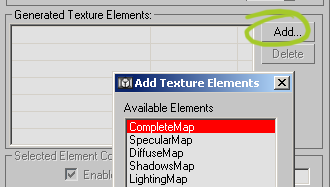 Generated Texture Elements:
Add...
Delete
Add Texture Elements
Available Elements
CompleteMap
SpecularMap
DiffuseMap
ShadowsMap
LightingMap
Selected Element Co
Enable